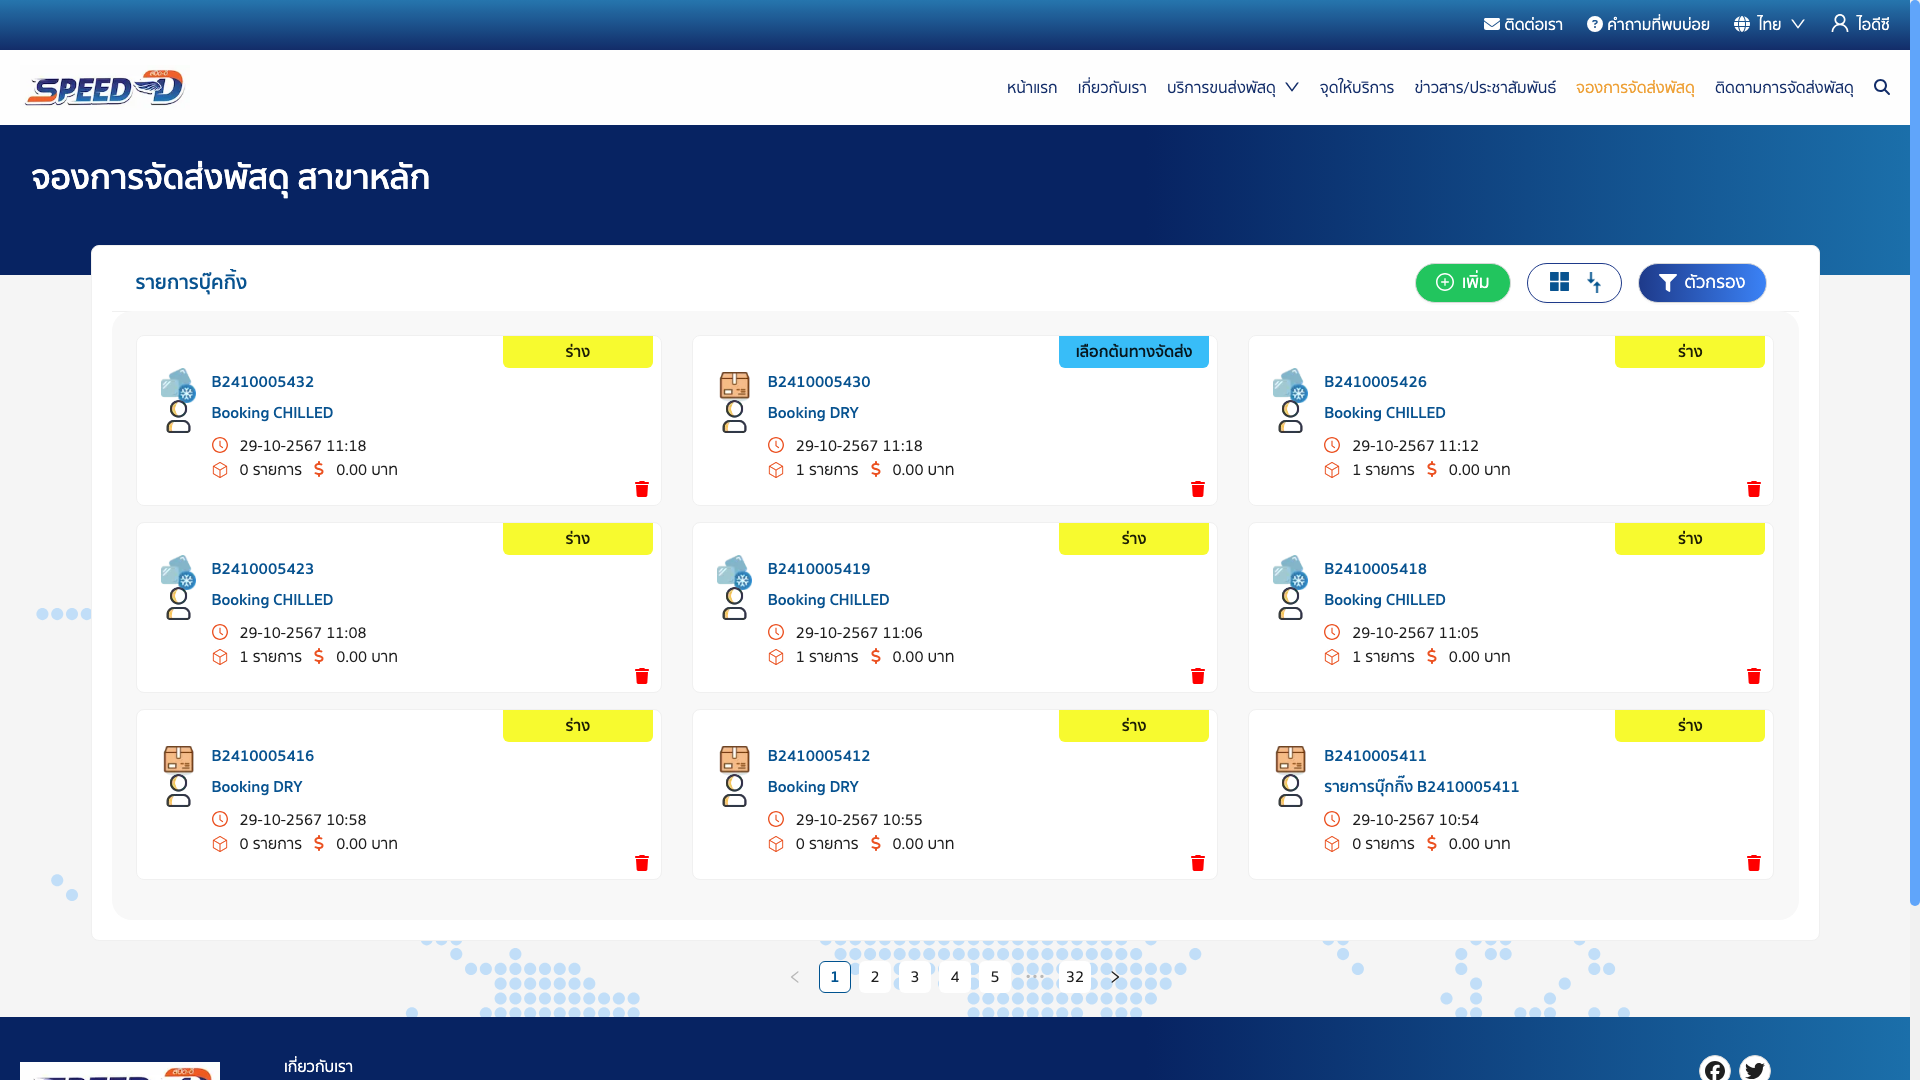 ติดต่อเรา คำถามที่พบบ่อย ไทย ไอดีซี
สปีด-ดี
SPEED-D
หน้าแรก เกี่ยวกับเรา บริการขนส่งพัสดุ จุดให้บริการ ข่าวสาร/ประชาสัมพันธ์ จองการจัดส่งพัสดุ ติดตามการจัดส่งพัสดุ
จองการจัดส่งพัสดุ สาขาหลัก
รายการบุ๊คกิ้ง
เพิ่ม
ตัวกรอง
ร่าง
B2410005432
Booking CHILLED
29-10-2567 11:18
0 รายการ $ 0.00 บาท
เลือกต้นทางจัดส่ง
B2410005430
Booking DRY
29-10-2567 11:18
1 รายการ $ 0.00 บาท
ร่าง
B2410005426
Booking CHILLED
29-10-2567 11:12
1 รายการ $ 0.00 บาท
ร่าง
B2410005423
Booking CHILLED
29-10-2567 11:08
1 รายการ $ 0.00 บาท
ร่าง
B2410005419
Booking CHILLED
29-10-2567 11:06
1 รายการ $ 0.00 บาท
ร่าง
B2410005418
Booking CHILLED
29-10-2567 11:05
1 รายการ $ 0.00 บาท
ร่าง
B2410005416
Booking DRY
29-10-2567 10:58
0 รายการ $ 0.00 บาท
ร่าง
B2410005412
Booking DRY
29-10-2567 10:55
0 รายการ $ 0.00 บาท
ร่าง
B2410005411
รายการบุ๊กกิ๊ง B2410005411
29-10-2567 10:54
0 รายการ $ 0.00 บาท
< 1 2 3 4 5 ••• 32 >
สปีด-ดี
SPEED-D
เกี่ยวกับเรา